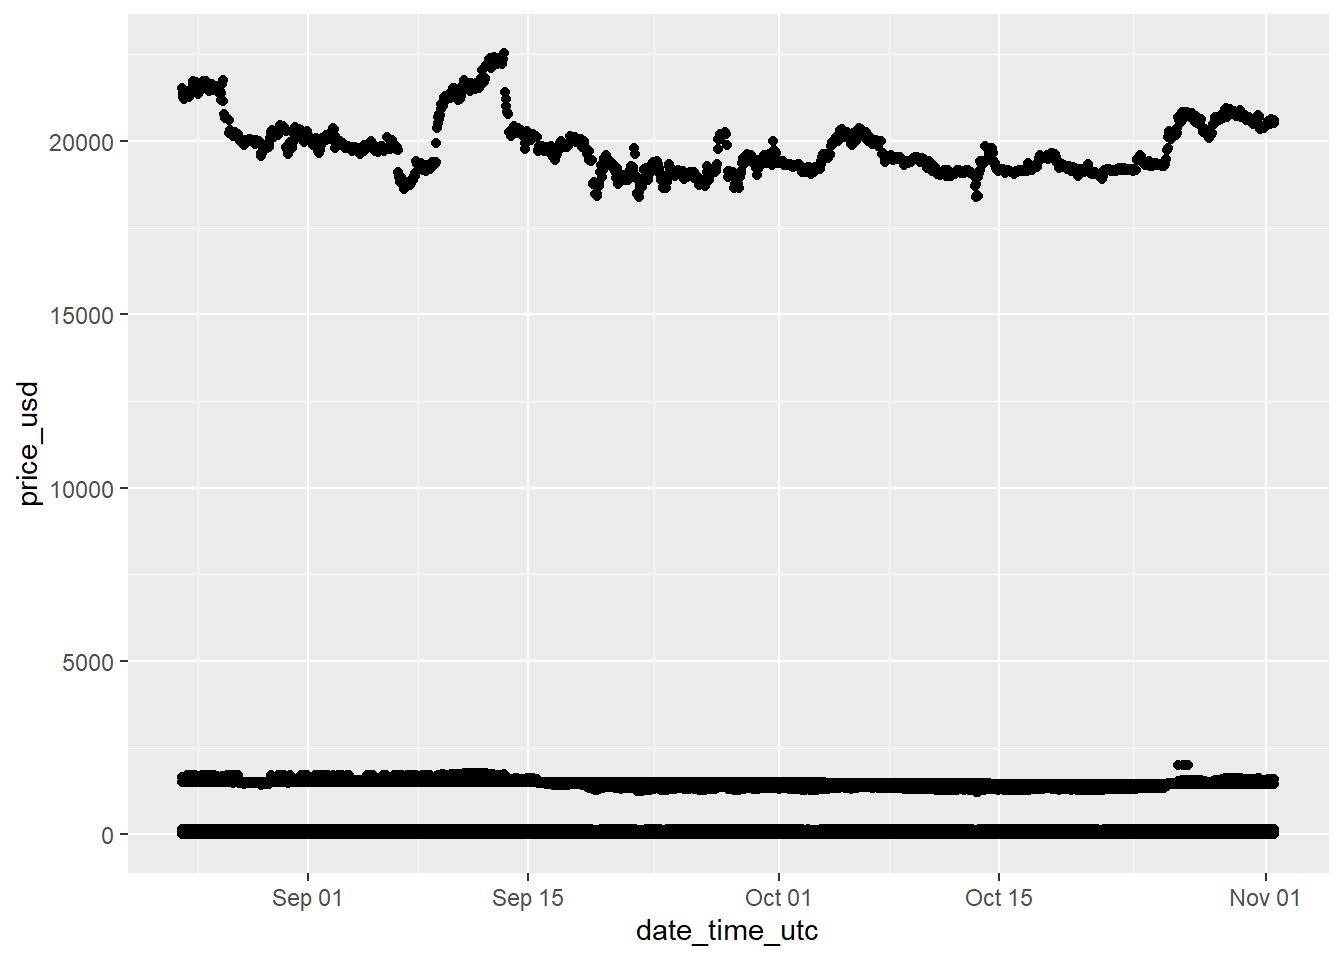 20000
15000
10000
5000
0
price_usd
Sep 01
Sep 15
Oct 01
Oct 15
Nov 01
date_time_utc